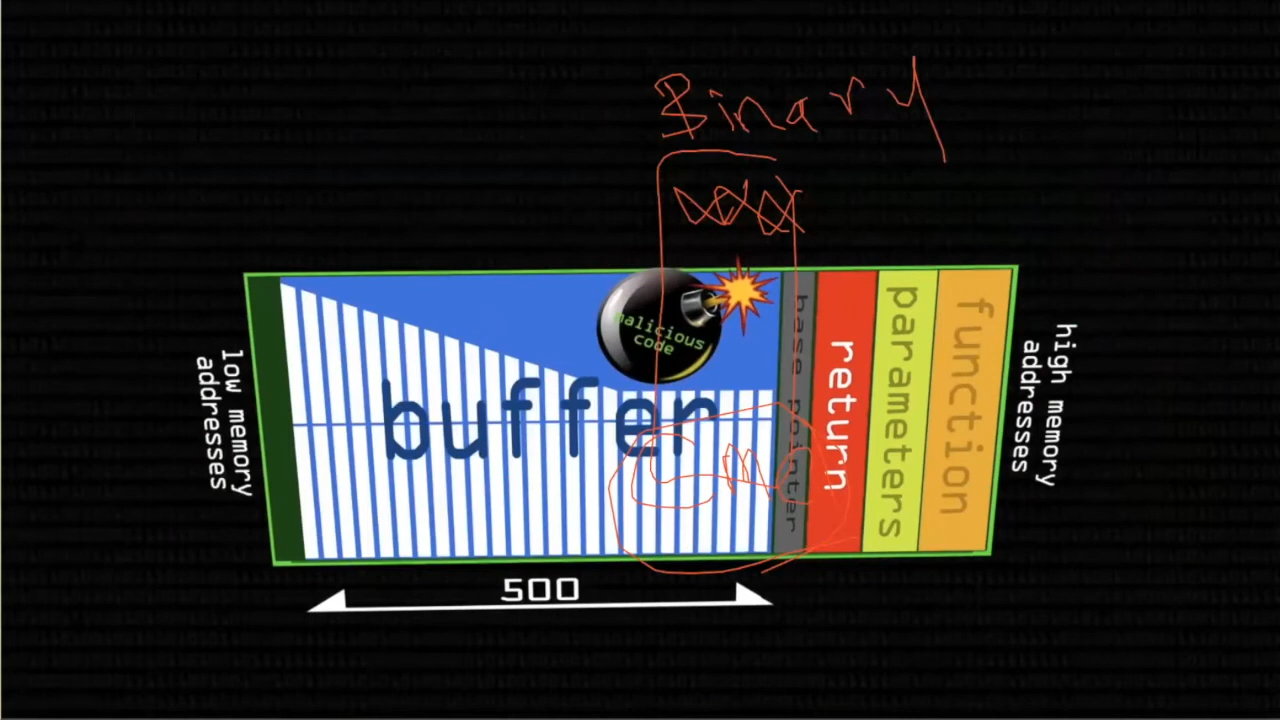 Binary
malicious
code
low memory
addresses
buffer
base pointer
return
parameters
function
high memory
addresses
500